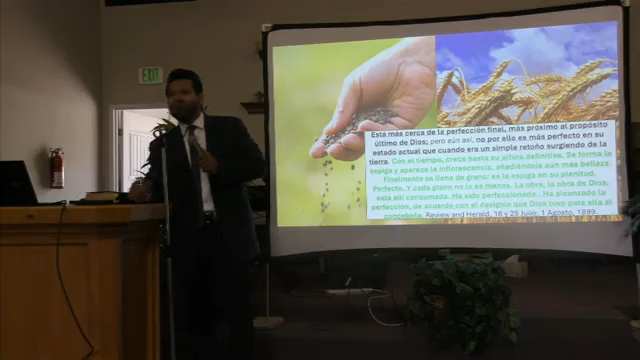 EXIT
Está más cerca de la perfección final, más próximo al propósito
último de Dios; pero aún así, no por ello es más perfecto en su
estado actual que cuando era un simple retoño surgiendo de la
tierra. Con el tiempo, crece hasta su altura definitiva. Se forma la
espiga y aparece la inflorescencia, añadiéndole aún más belleza.
Finalmente se llena de grano: es la espiga en su plenitud.
Perfecto. Y cada grano no lo es menos. La obra, la obra de Dios,
está allí consumada. Ha sido perfeccionada. Ha alcanzado la
perfección, de acuerdo con el designio que Dios tuvo para ella al
concebirla. Review and Herald, 18 y 25 Julio, 1 Agosto, 1899.